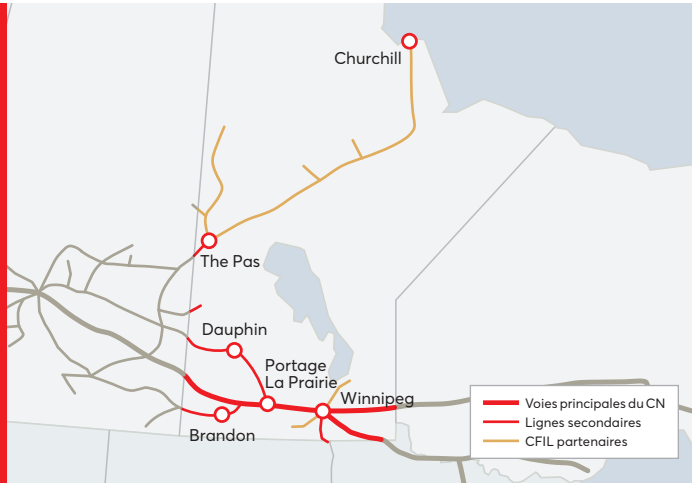 Churchill
The Pas
Dauphin
Portage
La Prairie
Winnipeg
Brandon
Voies principales du CN
Lignes secondaires
CFIL partenaires